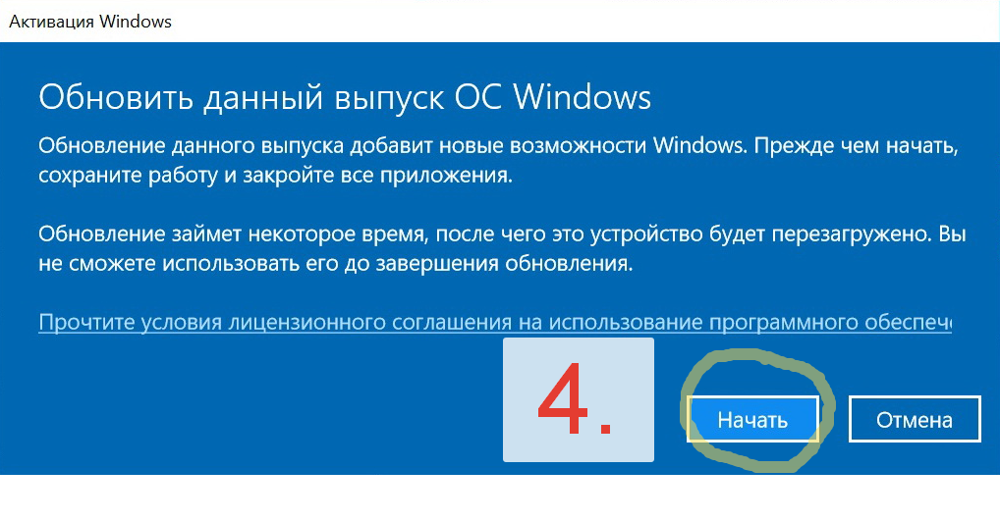 Активация Windows
Обновить данный выпуск ОС Windows
Обновление данного выпуска добавит новые возможности Windows. Прежде чем начать,
сохраните работу и закройте все приложения.
Обновление займет некоторое время, после чего это устройство будет перезагружено. Вы
не сможете использовать его до завершения обновления.
Прочтите условия лицензионного соглашения на использование программного обеспече
4.
Начать
Отмена